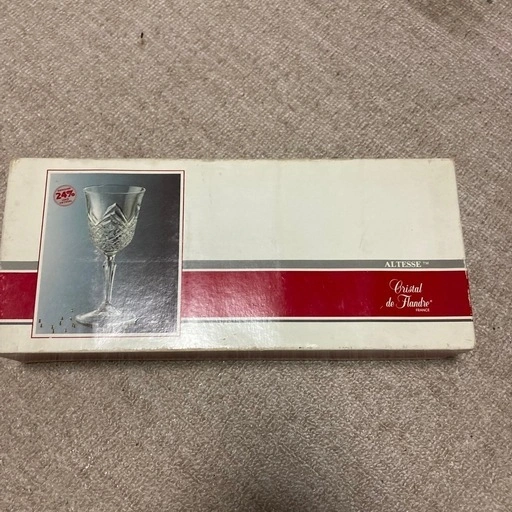 24%
ALTESSE™
Cristal
de Flandre®
FRANCE